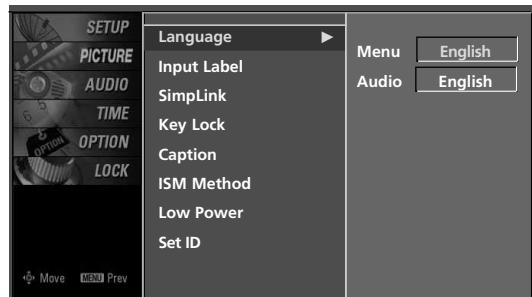 SETUP
PICTURE
AUDIO
TIME
OPTION
LOCK
Move MENU Prev
Language ▶
Input Label
SimpLink
Key Lock
Caption
ISM Method
Low Power
Set ID
Menu English
Audio English